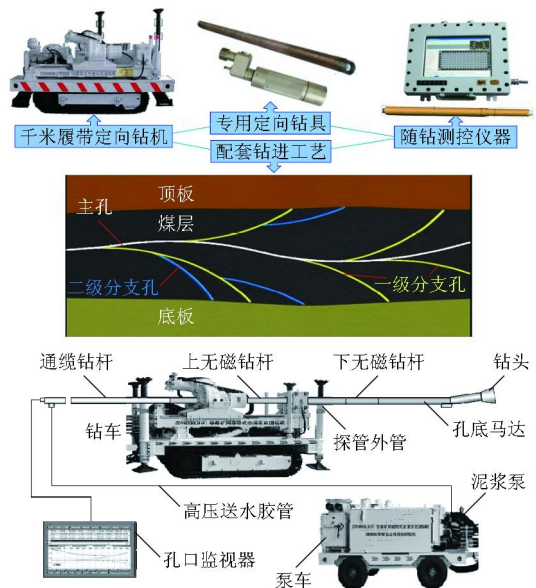 专用定向钻具
千米履带定向钻机
配套钻进工艺
随钻测控仪器
顶板
主孔
煤层
二级分支孔
一级分支孔
底板
通缆钻杆
上无磁钻杆
下无磁钻杆
钻头
钻车
探管外管
孔底马达
高压送水胶管
泥浆泵
孔口监视器
泵车